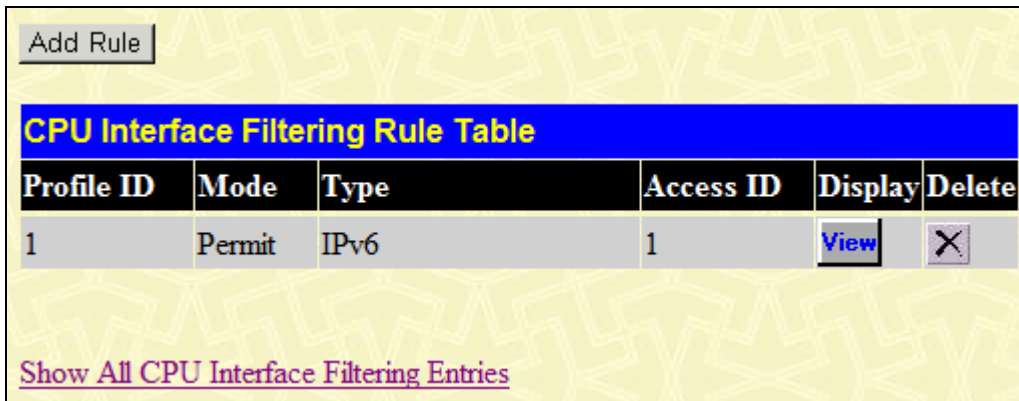 Add Rule
CPU Interface Filtering Rule Table
Profile ID Mode Type Access ID Display Delete
1 Permit IPv6 1 View
Show All CPU Interface Filtering Entries